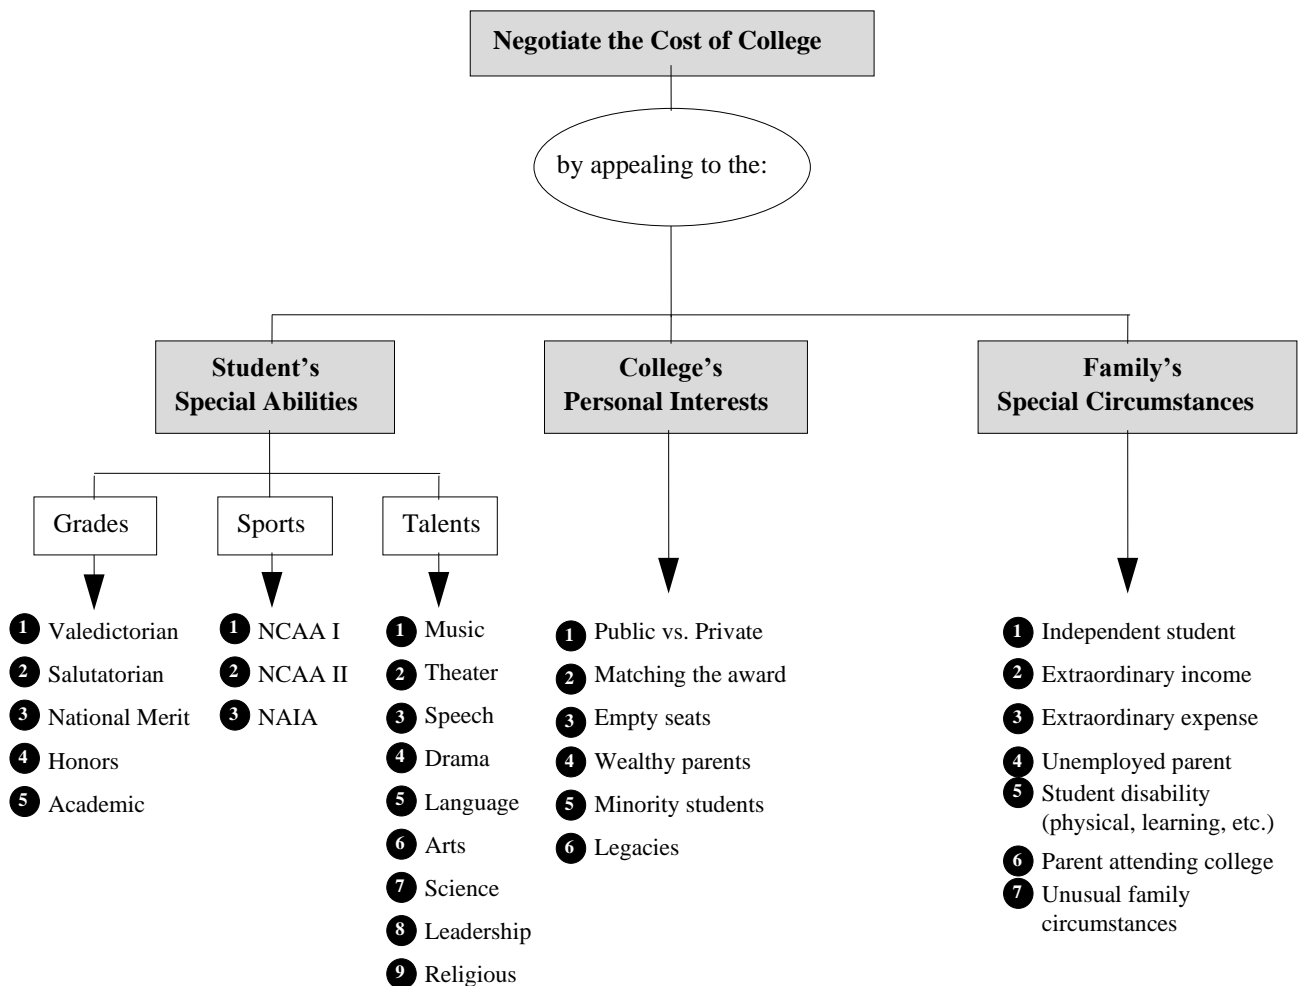 Negotiate the Cost of College
by appealing to the:
Student’s
Special Abilities
College’s
Personal Interests
Family’s
Special Circumstances
Grades
Sports
Talents
1 Valedictorian
2 Salutatorian
3 National Merit
4 Honors
5 Academic
1 NCAA I
2 NCAA II
3 NAIA
1 Music
2 Theater
3 Speech
4 Drama
5 Language
6 Arts
7 Science
8 Leadership
9 Religious
1 Public vs. Private
2 Matching the award
3 Empty seats
4 Wealthy parents
5 Minority students
6 Legacies
1 Independent student
2 Extraordinary income
3 Extraordinary expense
4 Unemployed parent
5 Student disability
(physical, learning, etc.)
6 Parent attending college
7 Unusual family
circumstances